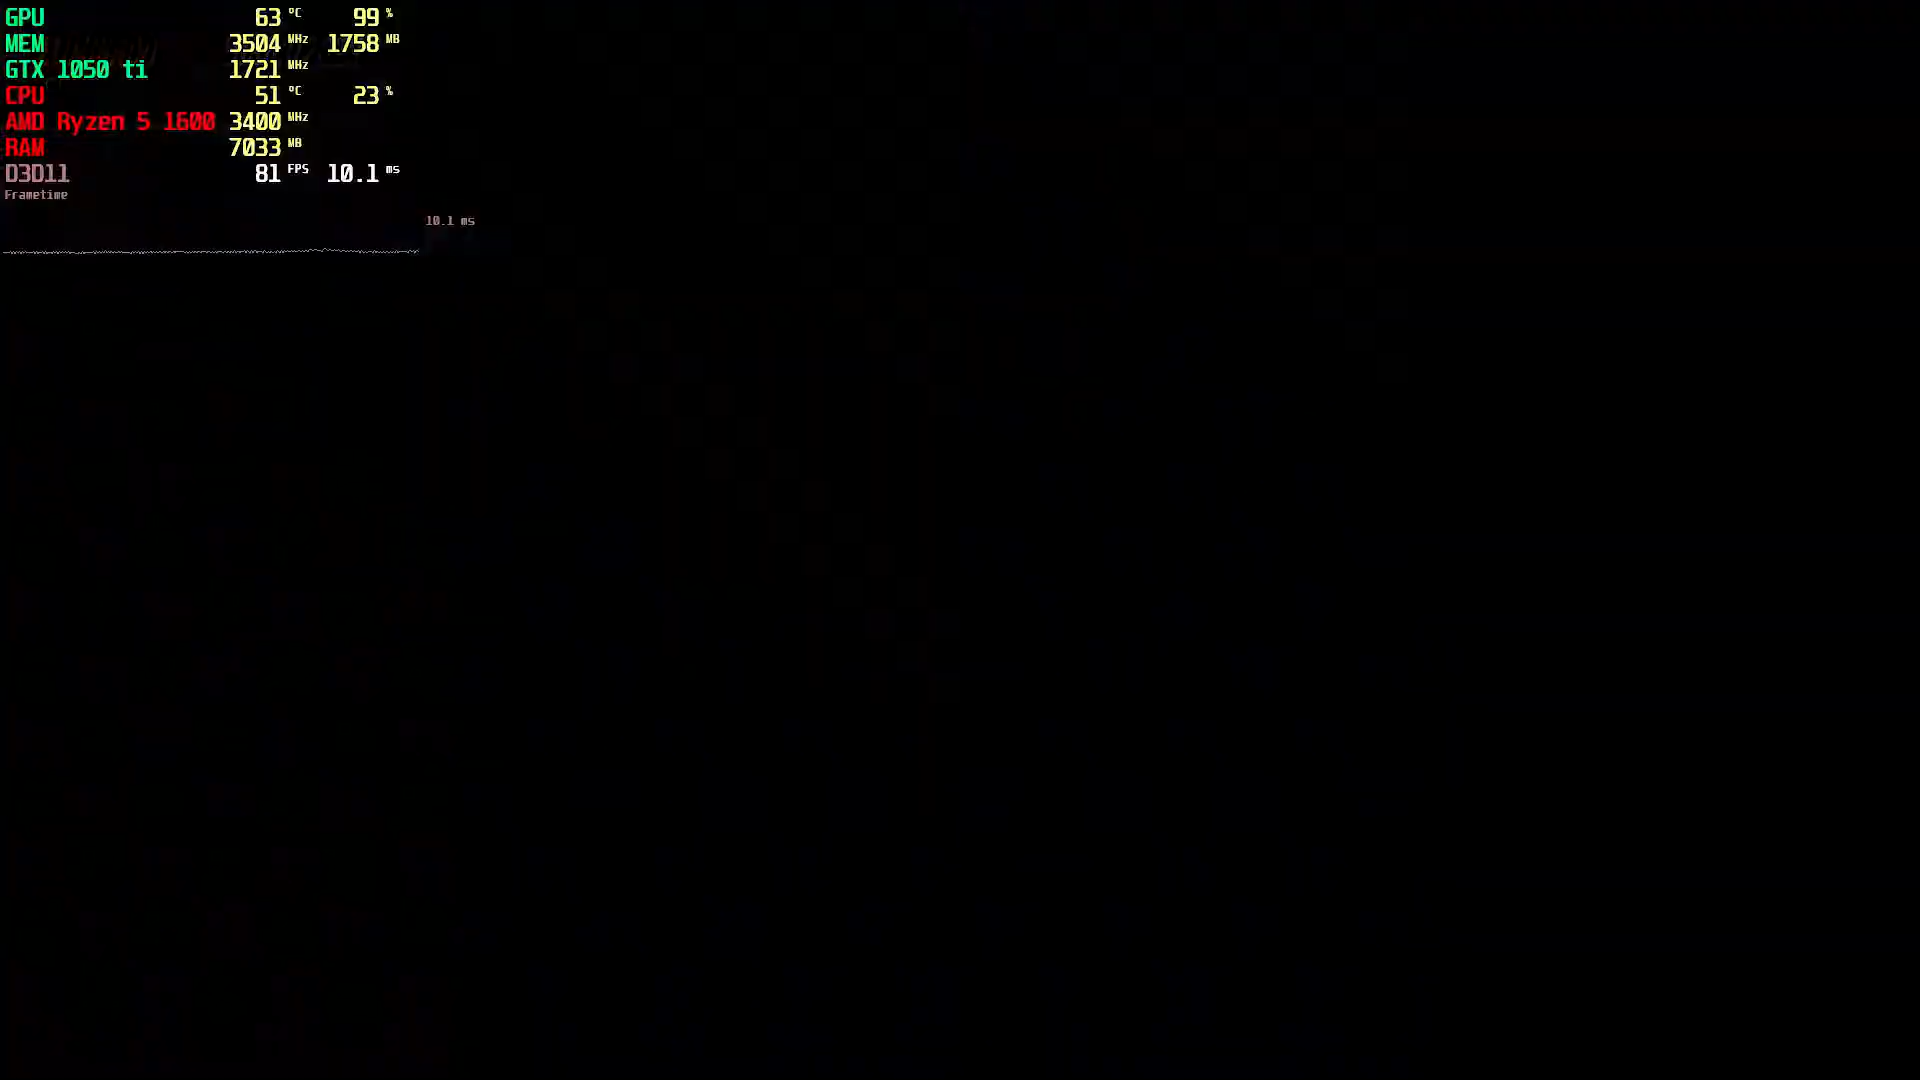 GPU 63 °C 99 %
MEM 3504 MHz 1758 MB
GTX 1050 ti 1721 MHz
CPU 51 °C 23 %
AMD Ryzen 5 1600 3400 MHz
RAM 7033 MB
D3D11 81 FPS 10.1 ms
Frametime
10.1 ms